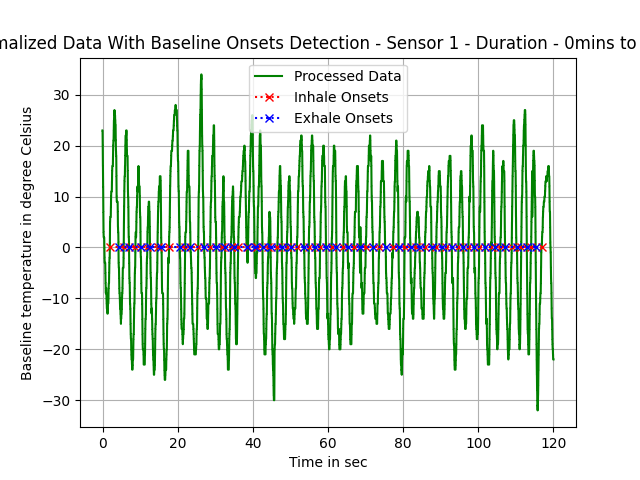 malized Data With Baseline Onsets Detection - Sensor 1 - Duration - 0mins to
Processed Data
Inhale Onsets
Exhale Onsets
Baseline temperature in degree Celsius
30
20
10
0
−10
−20
−30
0
20
40
60
80
100
120
Time in sec